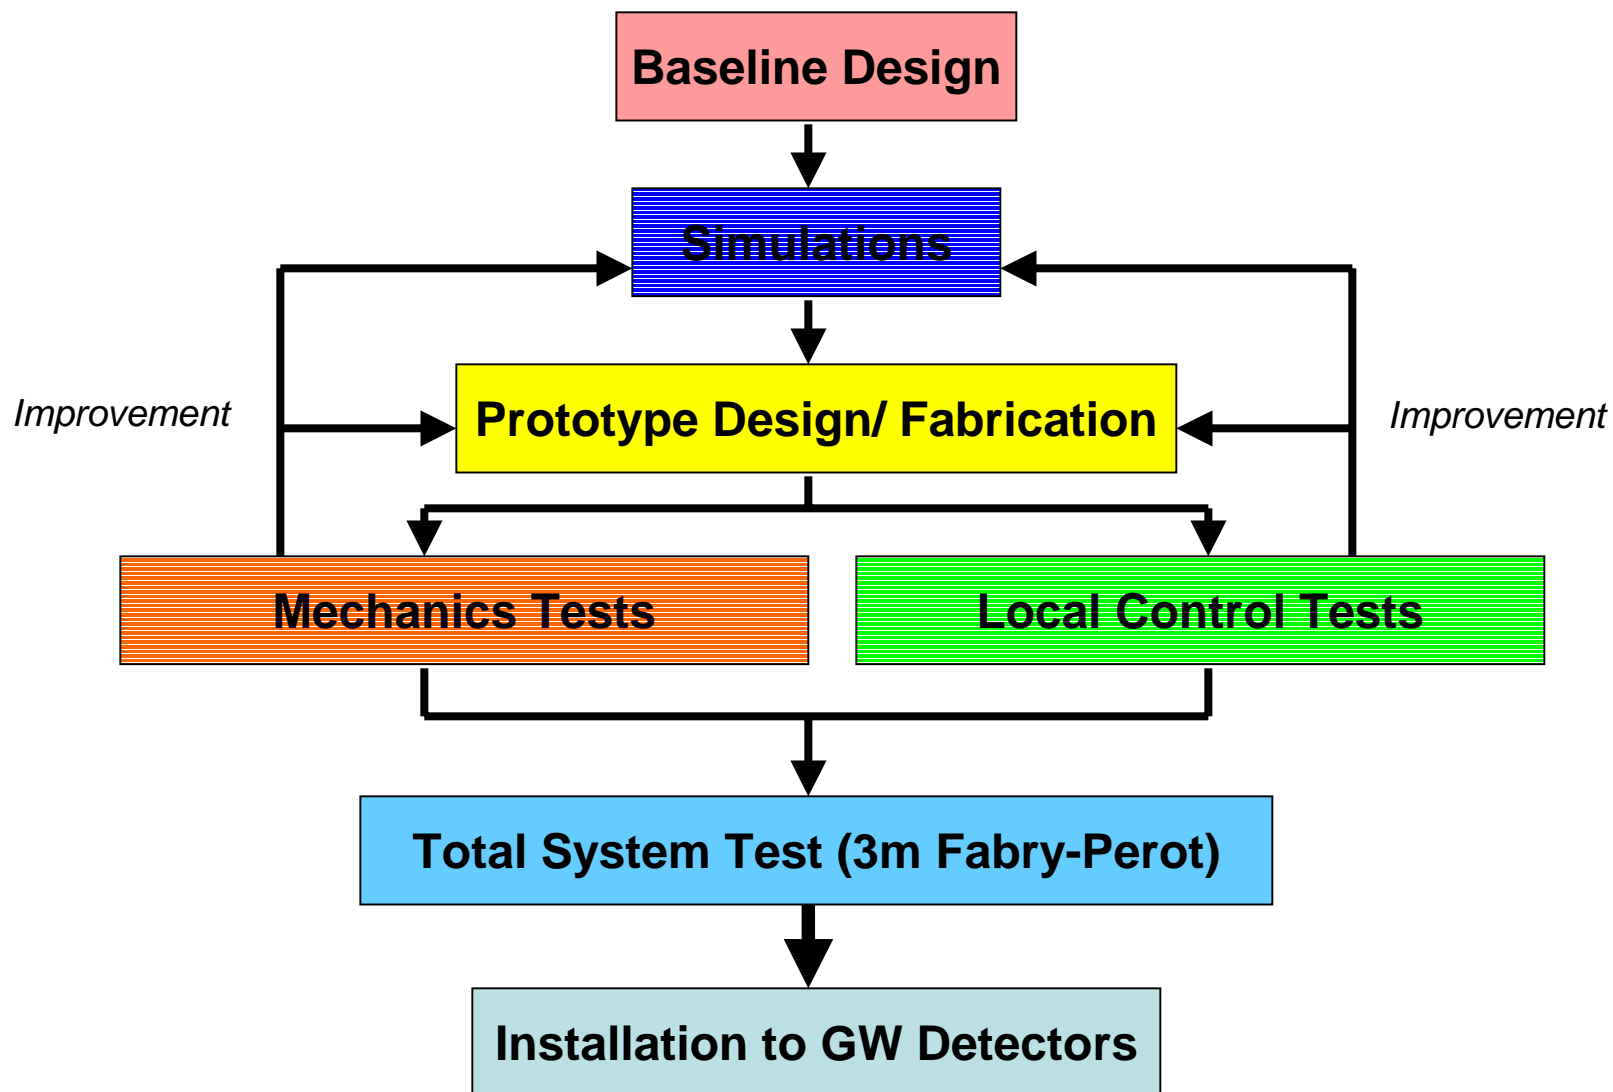 Baseline Design
Simulations
Improvement
Prototype Design/ Fabrication
Improvement
Mechanics Tests
Local Control Tests
Total System Test (3m Fabry-Perot)
Installation to GW Detectors